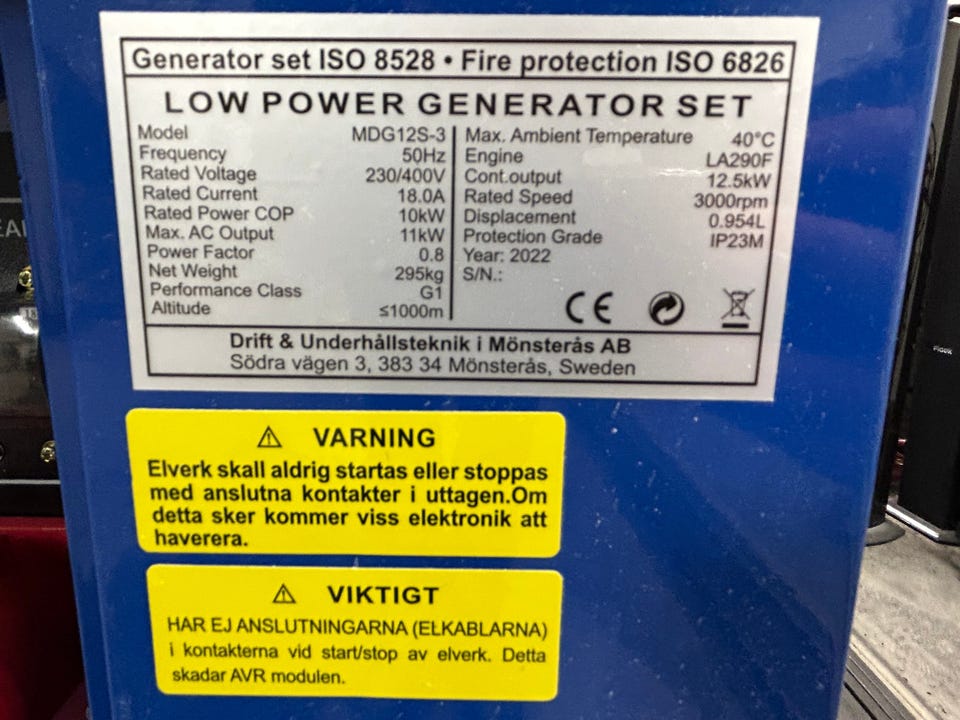 Generator set ISO 8528 • Fire protection ISO 6826
LOW POWER GENERATOR SET
Model MDG12S-3
Frequency 50Hz
Rated Voltage 230/400V
Rated Current 18.0A
Rated Power COP 10kW
Max. AC Output 11kW
Power Factor 0.8
Net Weight 295kg
Performance Class G1
Altitude ≤1000m
Max. Ambient Temperature 40°C
Engine LA290F
Cont.output 12.5kW
Rated Speed 3000rpm
Displacement 0.954L
Protection Grade IP23M
Year: 2022
S/N.:
CE
Drift & Underhållsteknik i Mönsterås AB
Södra vägen 3, 383 34 Mönsterås, Sweden
⚠ VARNING
Elverk skall aldrig startas eller stoppas
med anslutna kontakter i uttagen.Om
detta sker kommer viss elektronik att
haverera.
⚠ VIKTIGT
HAR EJ ANSLUTNINGARNA (ELKABLARNA)
i kontakterna vid start/stop av elverk. Detta
skadar AVR modulen.